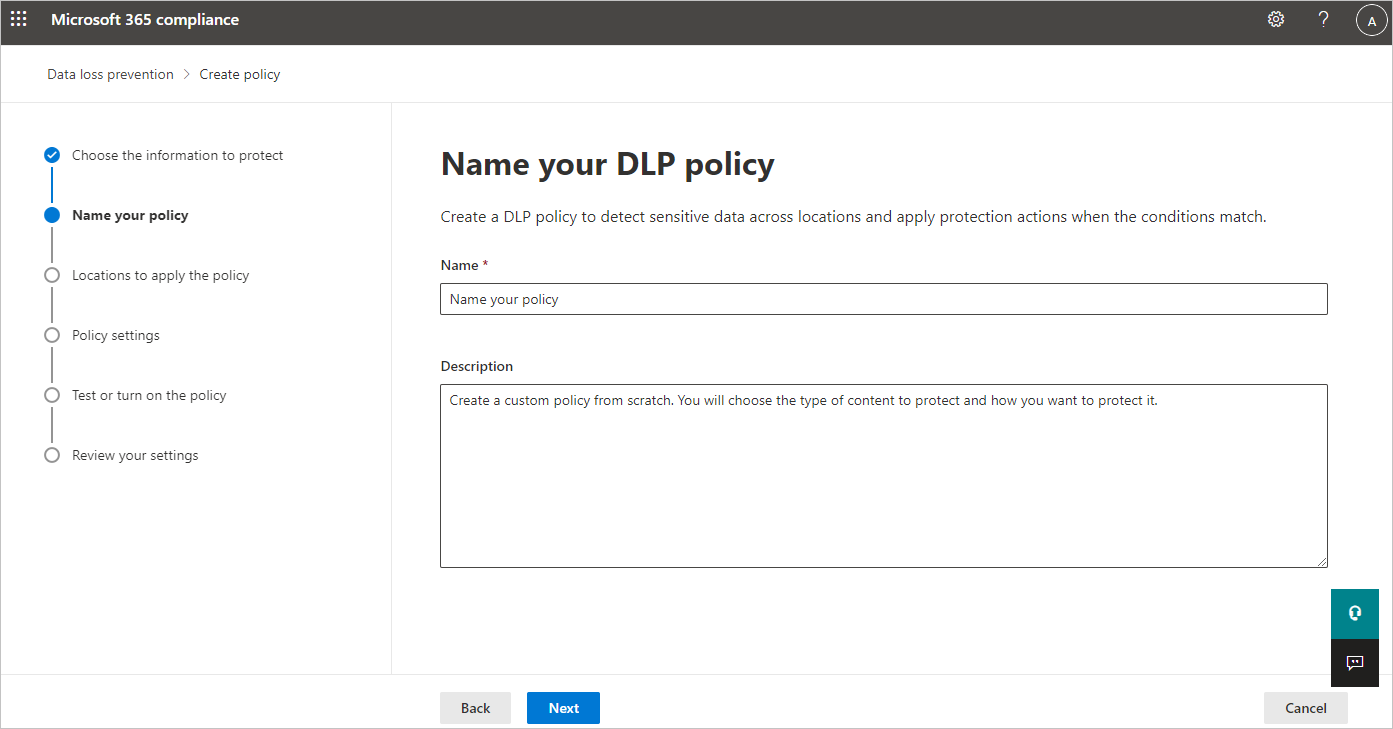 Microsoft 365 compliance
?
A
Data loss prevention > Create policy
Choose the information to protect
Name your policy
Locations to apply the policy
Policy settings
Test or turn on the policy
Review your settings
Name your DLP policy
Create a DLP policy to detect sensitive data across locations and apply protection actions when the conditions match.
Name *
Name your policy
Description
Create a custom policy from scratch. You will choose the type of content to protect and how you want to protect it.
Back
Next
Cancel